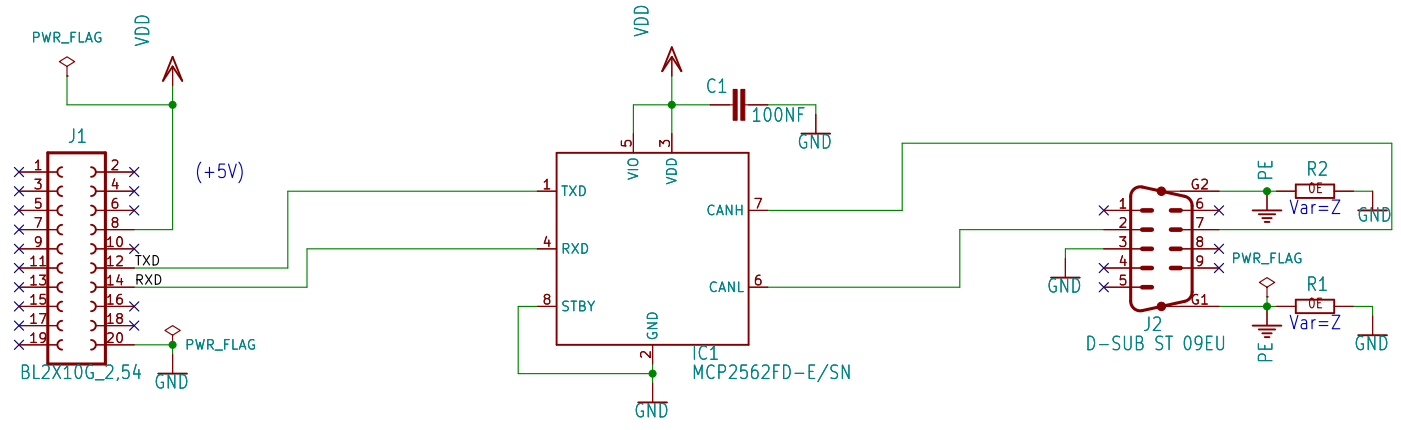 PWR_FLAG
VDD
J1
(+5V)
1 2
3 4
5 6
7 8
9 10
11 12 TXD
13 14 RXD
15 16
17 18
19 20
PWR_FLAG
BL2X10G_2,54
GND
VDD
C1
100NF
GND
5 3
VIO VDD
1 TXD
4 RXD
8 STBY
CANH 7
CANL 6
GND
2
IC1
MCP2562FD-E/SN
GND
PE
R2
G2
0E
Var=Z
GND
1 6
2 7
3 8
4 9
5
GND
PWR_FLAG
R1
G1
0E
Var=Z
J2
D-SUB ST 09EU
PE
GND